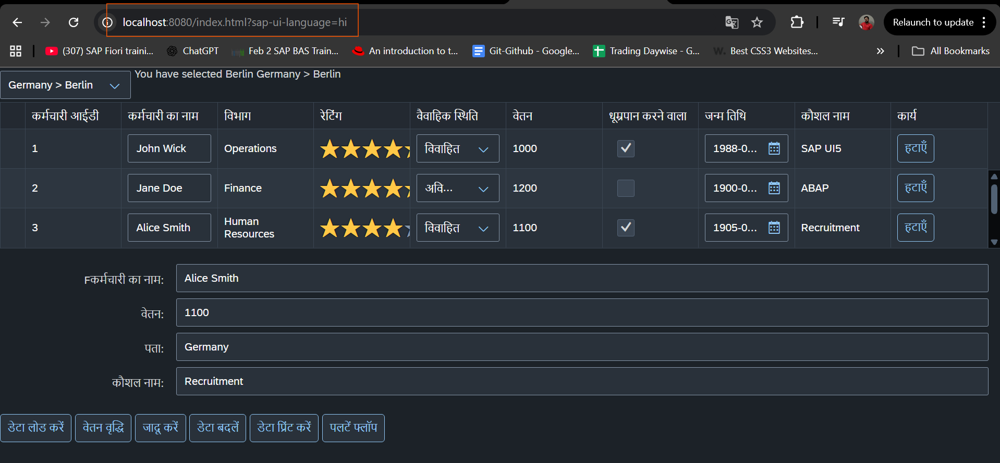 localhost:8080/index.html?sap-ui-language=hi
Relaunch to update
(307) SAP Fiori traini...
ChatGPT
Feb 2 SAP BAS Train...
An introduction to t...
Git-Github - Google...
Trading Daywise - G...
W. Best CSS3 Websites...
All Bookmarks
Germany > Berlin
You have selected Berlin Germany > Berlin
कर्मचारी आईडी कर्मचारी का नाम विभाग रेटिंग वैवाहिक स्थिति वेतन धूम्रपान करने वाला जन्म तिथि कौशल नाम कार्य
1 John Wick Operations विवाहित 1000 1988-0... SAP UI5 हटाएँ
2 Jane Doe Finance अवि... 1200 1900-0... ABAP हटाएँ
3 Alice Smith Human Resources विवाहित 1100 1905-0... Recruitment हटाएँ
Fकर्मचारी का नाम: Alice Smith
वेतन: 1100
पता: Germany
कौशल नाम: Recruitment
डेटा लोड करें वेतन वृद्धि जादू करें डेटा बदलें डेटा प्रिंट करें पलटें फ्लॉप